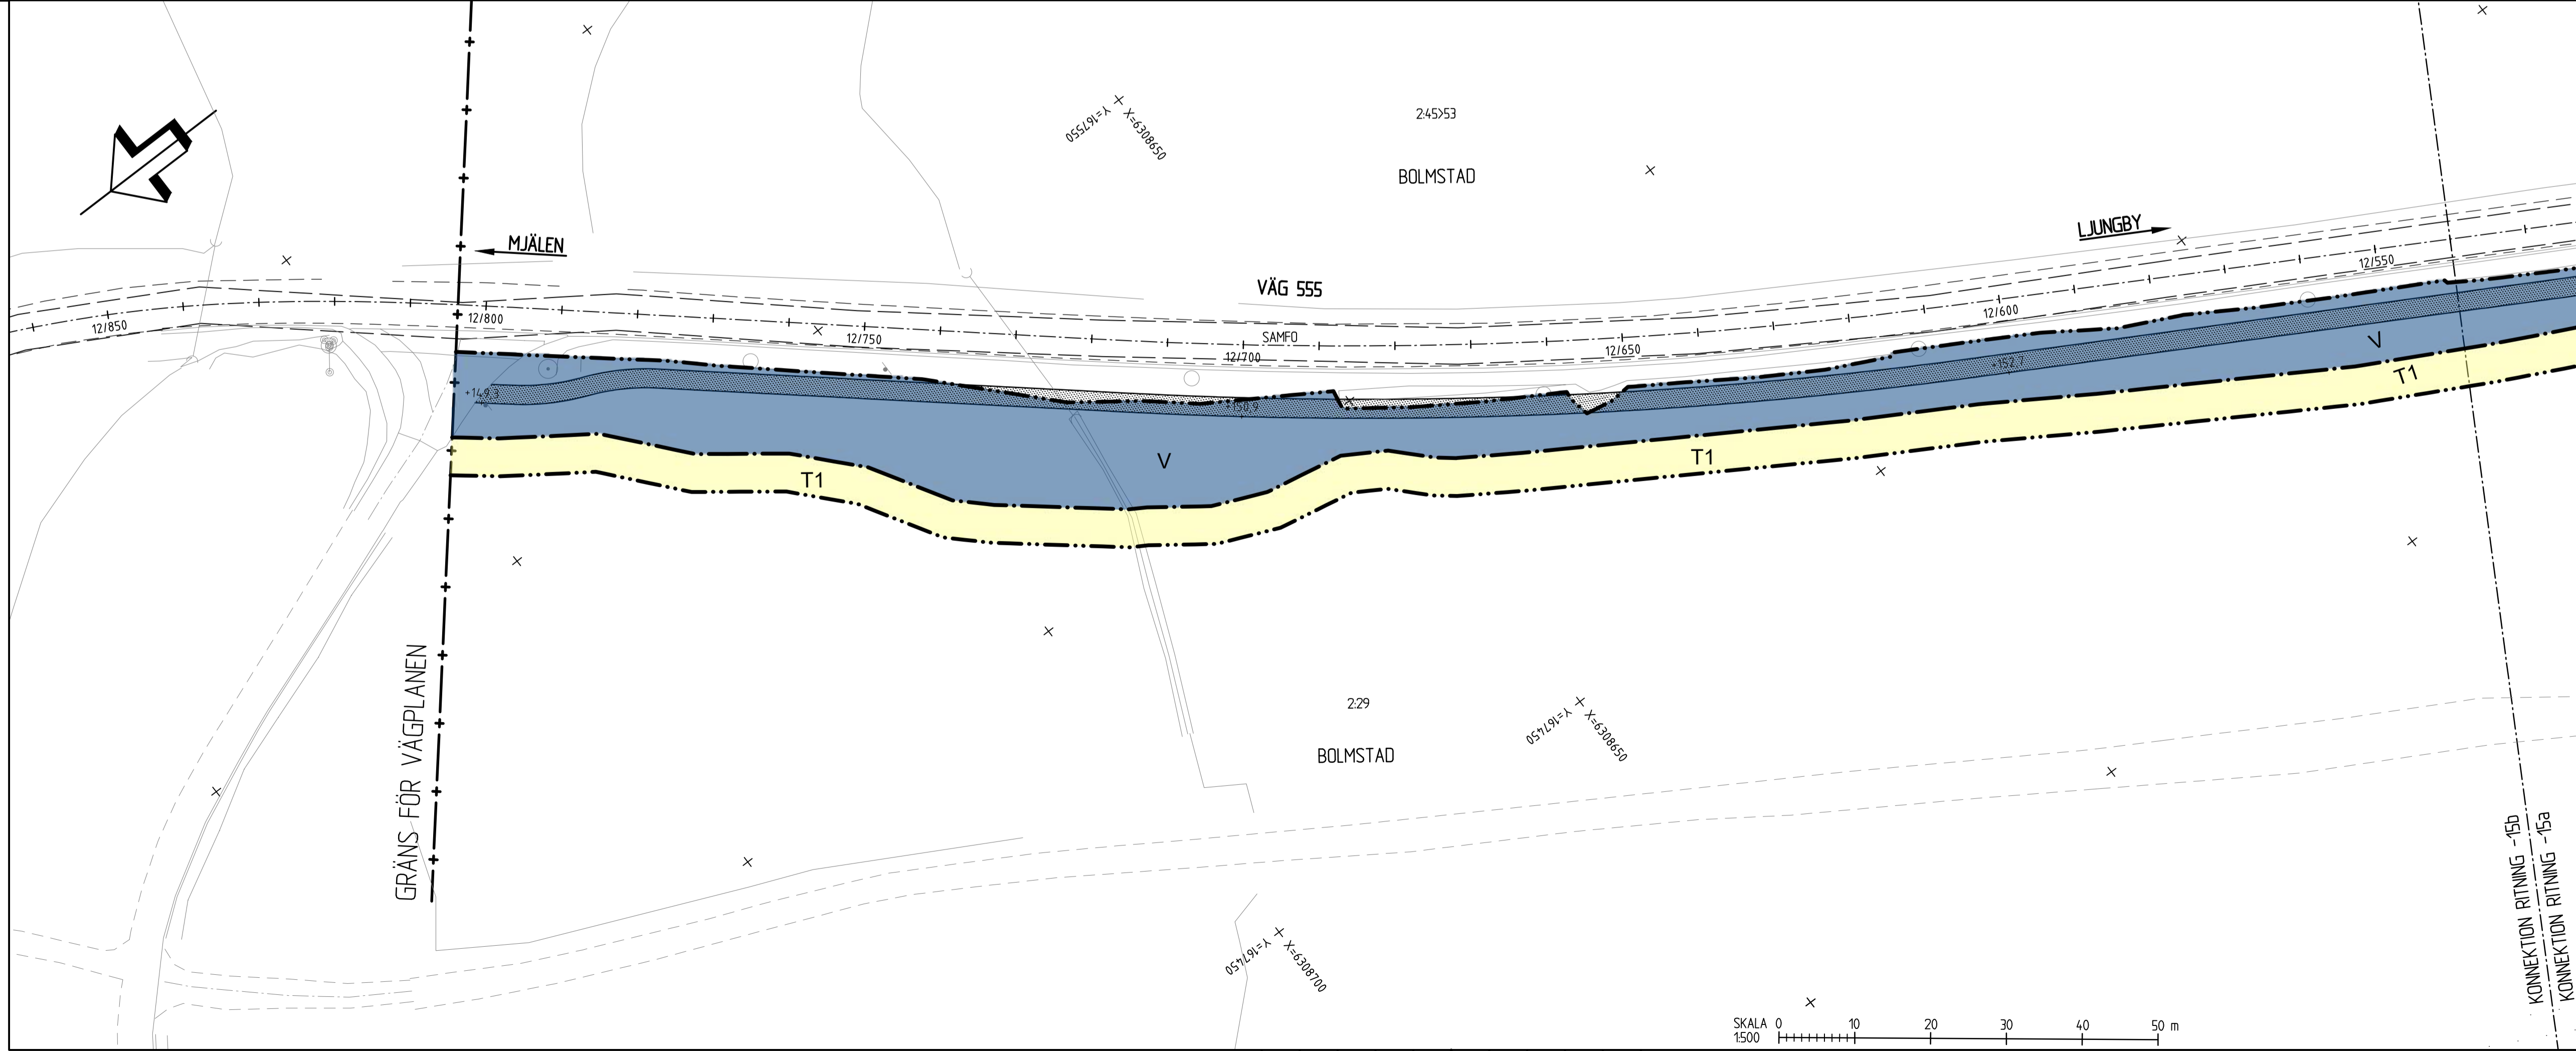 2:45>53
BOLMSTAD
Y=167550
X=6308650
MJÄLEN
LJUNGBY
VÄG 555
SAMFO
12/850
12/800
12/750
12/700
12/650
12/600
12/550
+149,3
+150,9
+152,7
V
V
T1
T1
T1
GRÄNS FÖR VÄGPLANEN
2:29
BOLMSTAD
Y=167450
X=6308650
Y=167450
X=6308700
KONNEKTION RITNING -15b
KONNEKTION RITNING -15a
SKALA 0 10 20 30 40 50 m
1:500